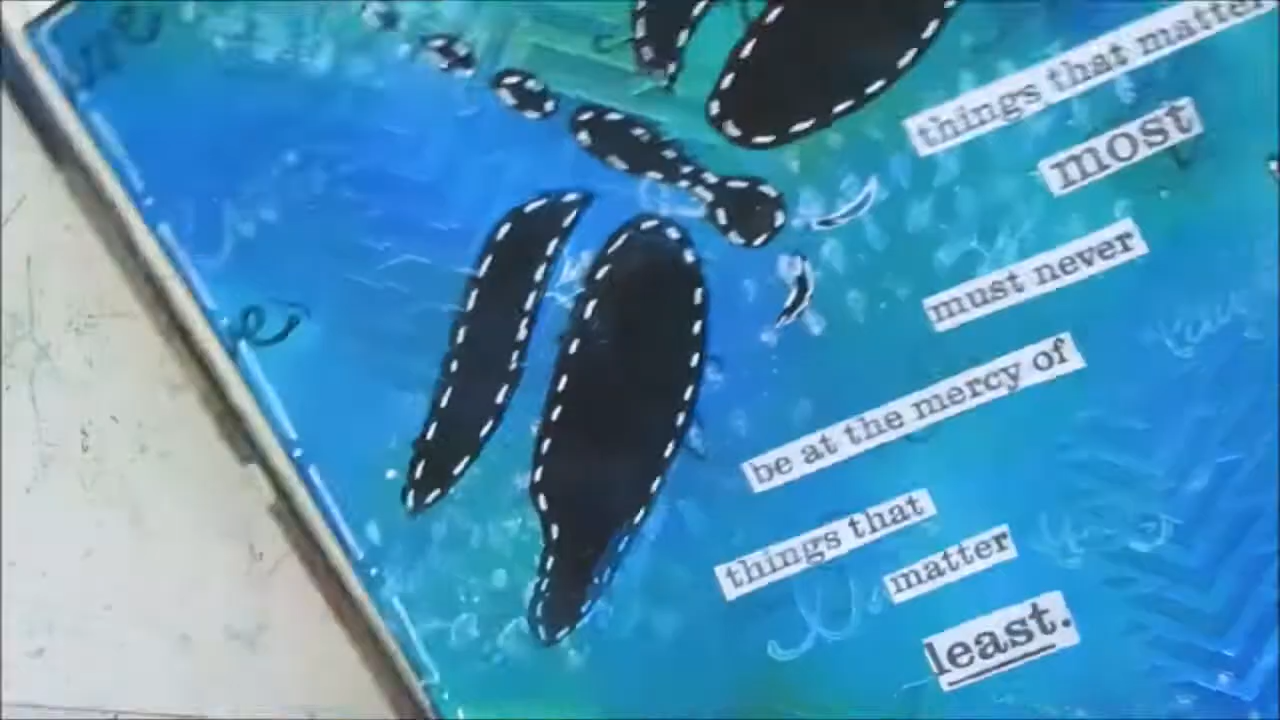 things that matter
most
must never
be at the mercy of
things that
matter
least.